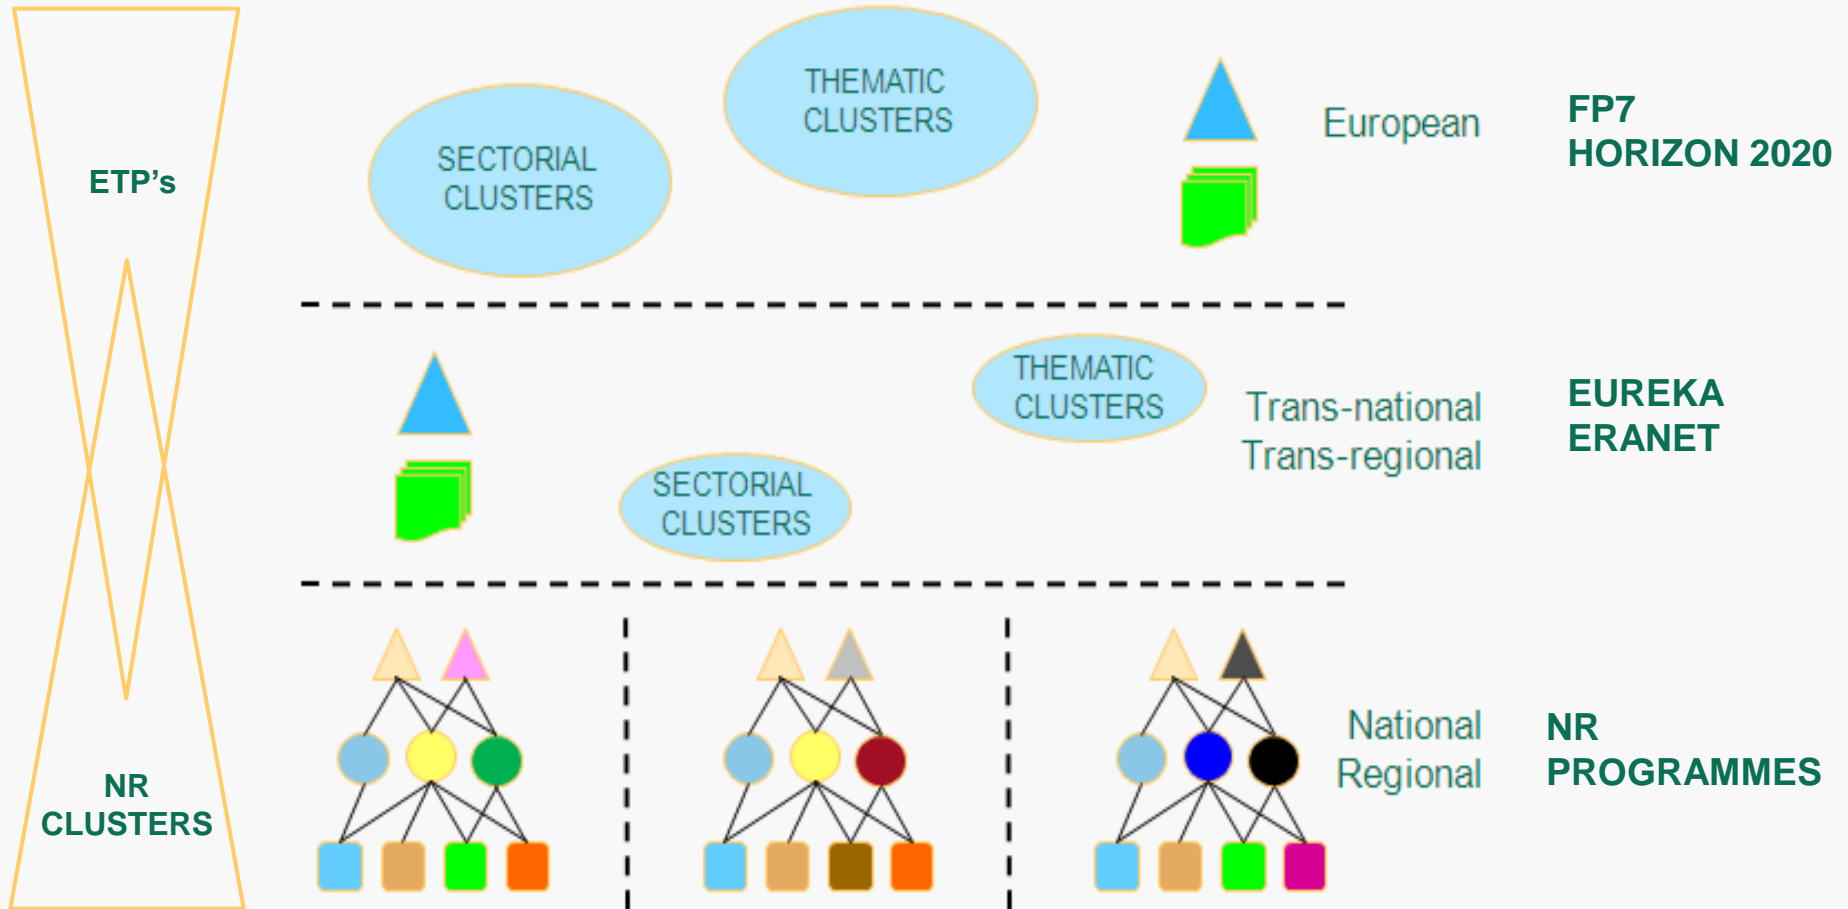 ETP's
SECTORIAL
CLUSTERS
THEMATIC
CLUSTERS
European
FP7
HORIZON 2020
THEMATIC
CLUSTERS
SECTORIAL
CLUSTERS
Trans-national
Trans-regional
EUREKA
ERANET
NR
CLUSTERS
National
Regional
NR
PROGRAMMES